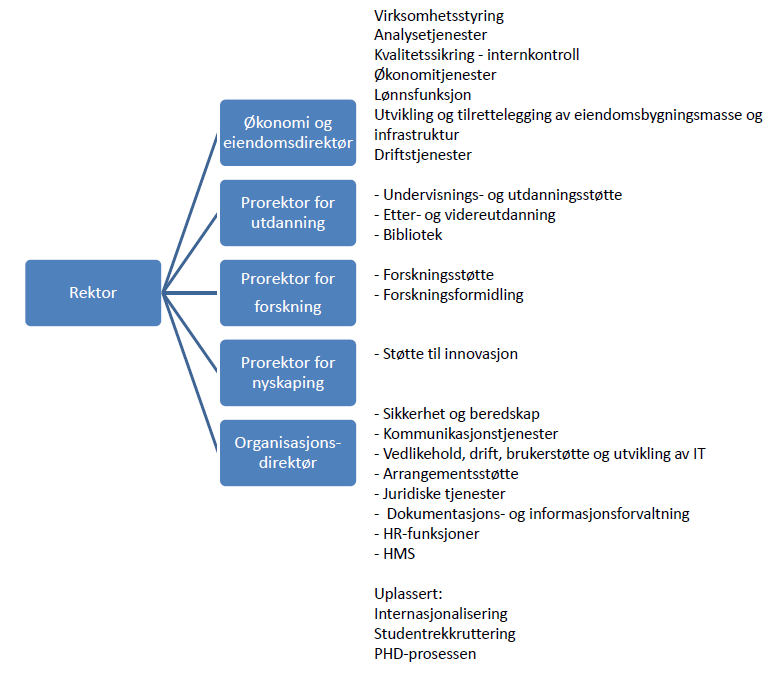 Rektor
Økonomi og
eiendomsdirektør
Virksomhetsstyring
Analysetjenester
Kvalitetssikring - internkontroll
Økonomitjenester
Lønnsfunksjon
Utvikling og tilrettelegging av eiendomsbygningsmasse og
infrastruktur
Driftstjenester
Prorektor for
utdanning
- Undervisnings- og utdanningsstøtte
- Etter- og videreutdanning
- Bibliotek
Prorektor for
forskning
- Forskningsstøtte
- Forskningsformidling
Prorektor for
nyskaping
- Støtte til innovasjon
Organisasjons-
direktør
- Sikkerhet og beredskap
- Kommunikasjonstjenester
- Vedlikehold, drift, brukerstøtte og utvikling av IT
- Arrangementsstøtte
- Juridiske tjenester
- Dokumentasjons- og informasjonsforvaltning
- HR-funksjoner
- HMS
Uplassert:
Internasjonalisering
Studentrekkruttering
PHD-prosessen